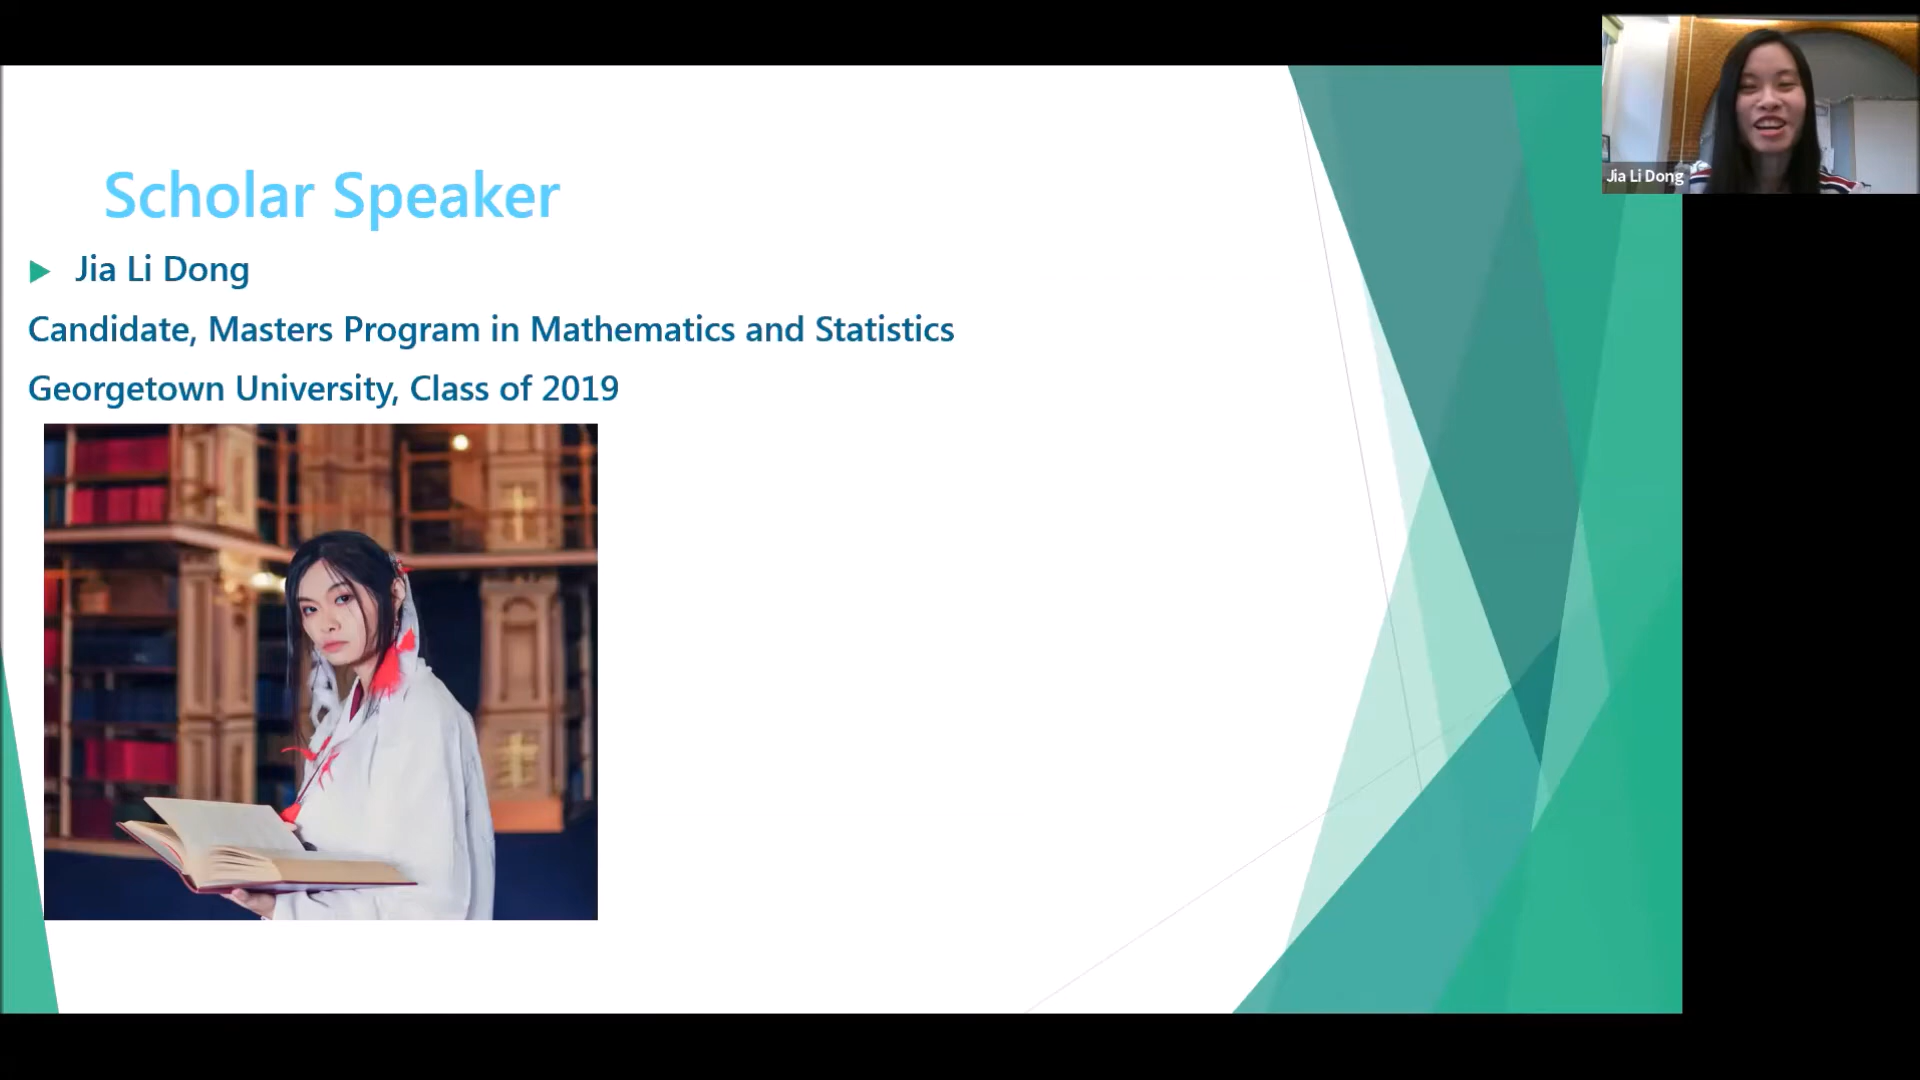 Scholar Speaker
Jia Li Dong
Candidate, Masters Program in Mathematics and Statistics
Georgetown University, Class of 2019
Jia Li Dong